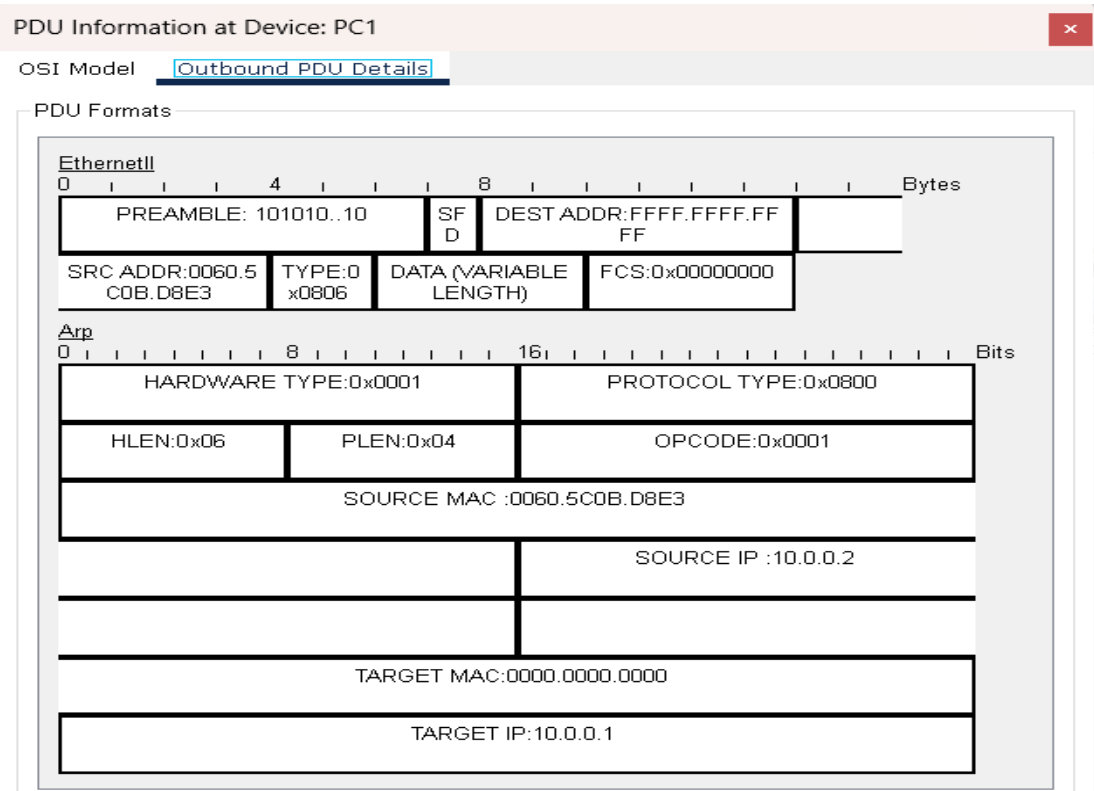 PDU Information at Device: PC1
×
OSI Model Outbound PDU Details
PDU Formats
EthernetII
0 4 8 Bytes
PREAMBLE: 101010..10
SF
D
DEST ADDR:FFFF.FFFF.FF
FF
SRC ADDR:0060.5
C0B.D8E3
TYPE:0
x0806
DATA (VARIABLE
LENGTH)
FCS:0x00000000
Arp
0 8 16 Bits
HARDWARE TYPE:0x0001 PROTOCOL TYPE:0x0800
HLEN:0x06 PLEN:0x04 OPCODE:0x0001
SOURCE MAC :0060.5C0B.D8E3
SOURCE IP :10.0.0.2
TARGET MAC:0000.0000.0000
TARGET IP:10.0.0.1